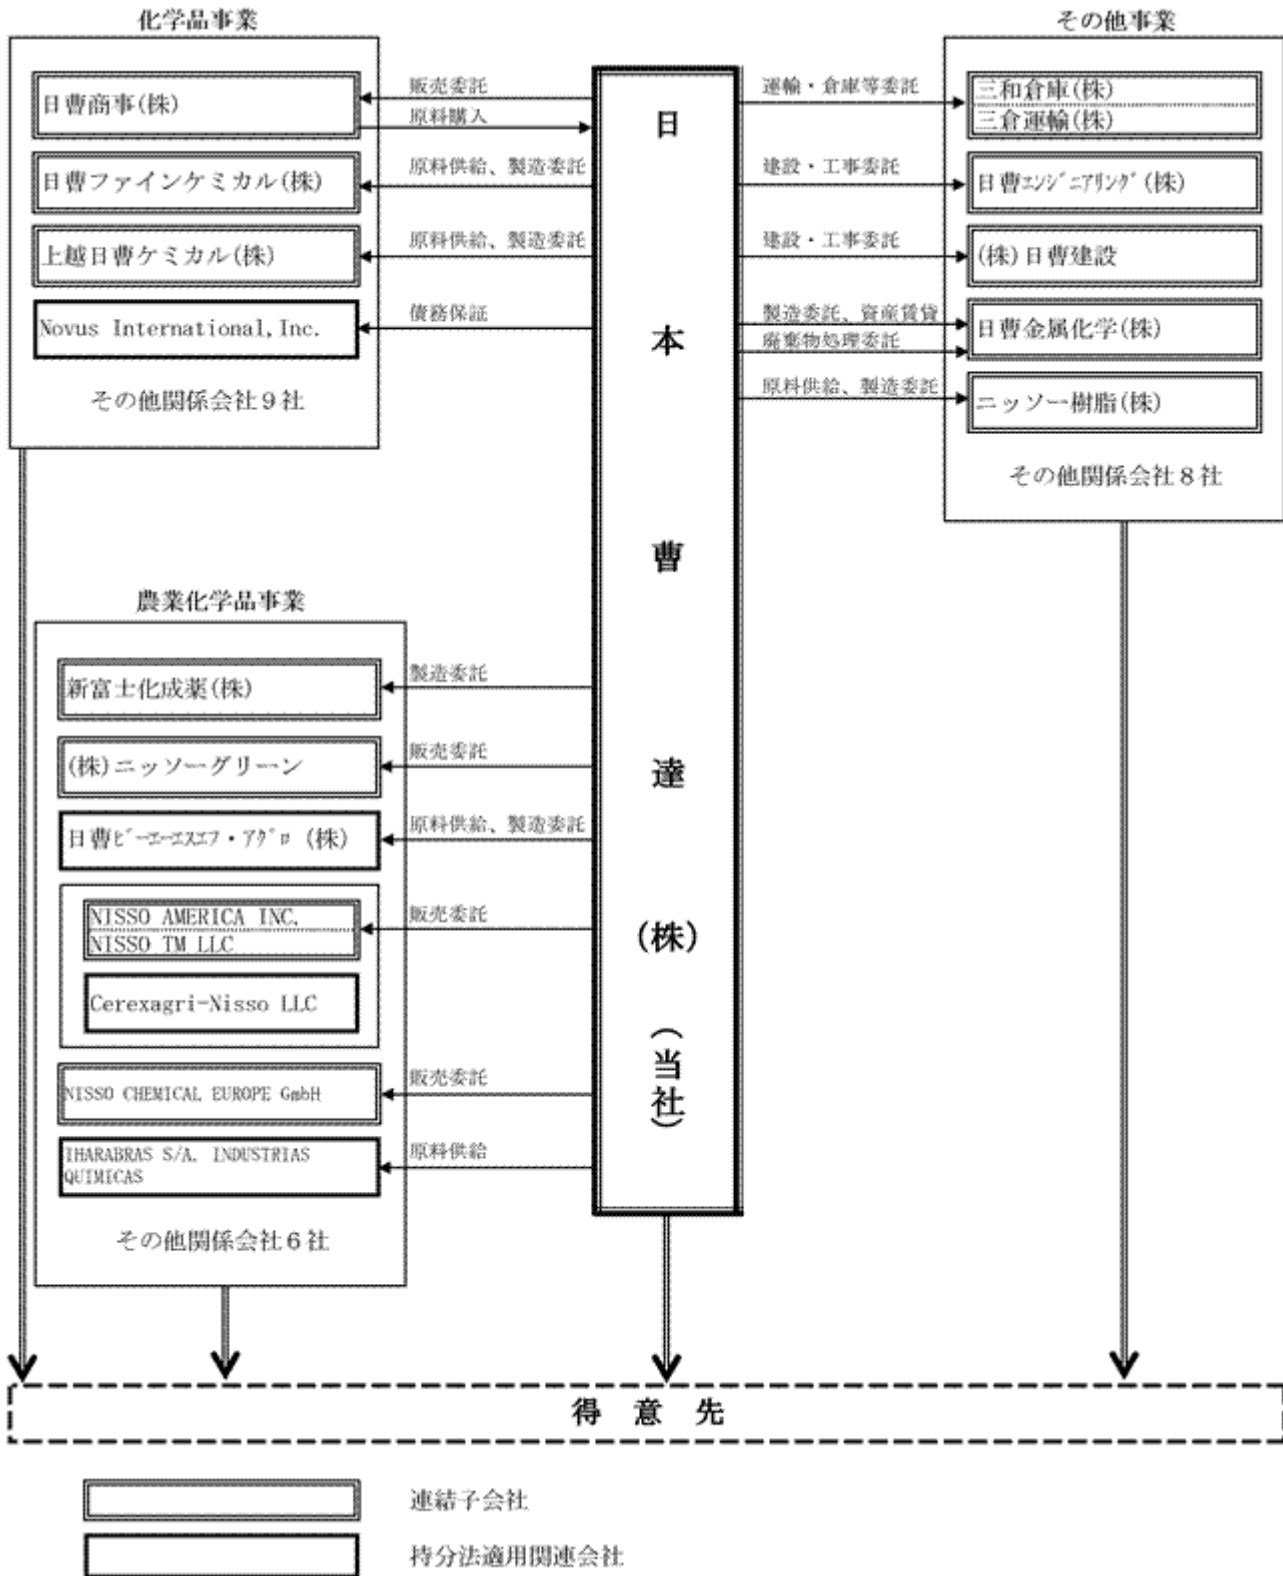 化学品事業
日曹商事(株)
日曹ファインケミカル(株)
上越日曹ケミカル(株)
Novus International,Inc.
その他関係会社９社
販売委託
原料購入
原料供給、製造委託
原料供給、製造委託
債務保証
農業化学品事業
新富士化成薬(株)
(株)ニッソーグリーン
日曹ﾋﾞｰｴｰｴｽｴﾌ・ｱｸﾞﾛ (株)
NISSO AMERICA INC.
NISSO TM LLC
Cerexagri-Nisso LLC
NISSO CHEMICAL EUROPE GmbH
IHARABRAS S/A. INDUSTRIAS
QUIMICAS
その他関係会社６社
製造委託
販売委託
原料供給、製造委託
販売委託
販売委託
原料供給
日本曹達(株)(当社)
その他事業
運輸・倉庫等委託
建設・工事委託
建設・工事委託
製造委託、資産賃貸
廃棄物処理委託
原料供給、製造委託
三和倉庫(株)
三倉運輸(株)
日曹ｴﾝｼﾞﾆｱﾘﾝｸﾞ(株)
(株)日曹建設
日曹金属化学(株)
ニッソー樹脂(株)
その他関係会社８社
得意先
連結子会社
持分法適用関連会社